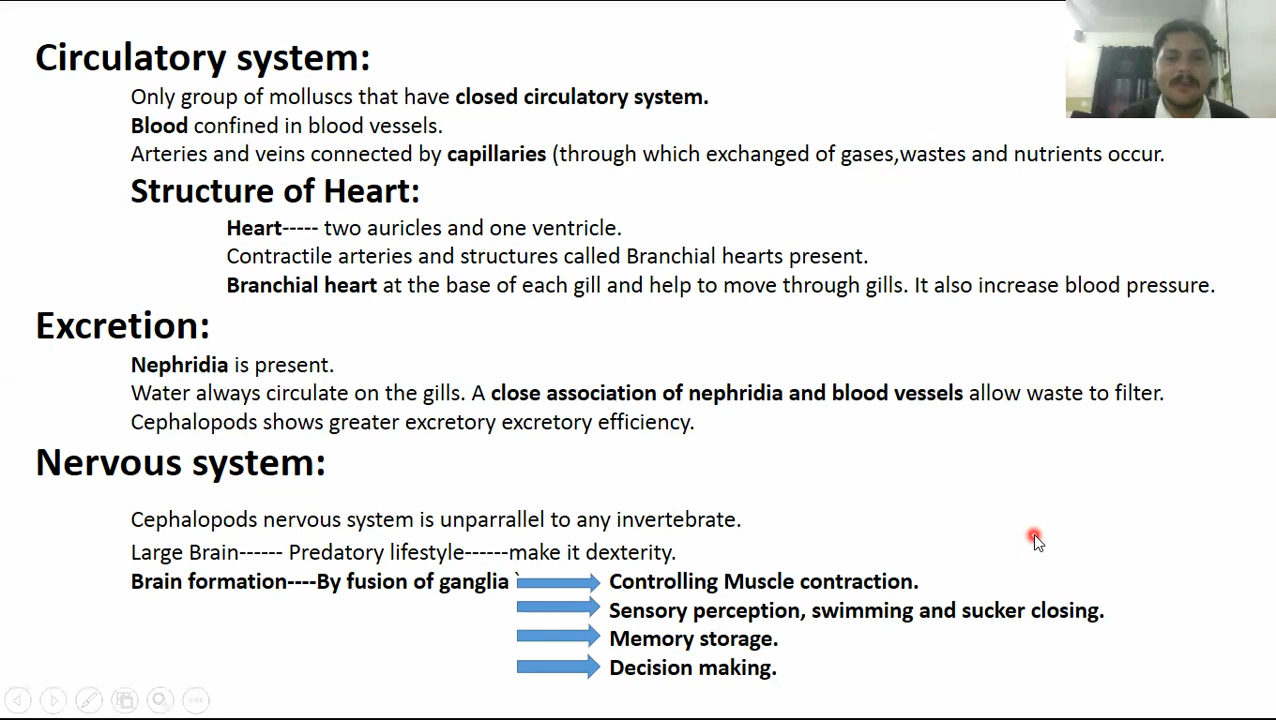 Circulatory system:
Only group of molluscs that have closed circulatory system.
Blood confined in blood vessels.
Arteries and veins connected by capillaries (through which exchanged of gases,wastes and nutrients occur.
Structure of Heart:
Heart----- two auricles and one ventricle.
Contractile arteries and structures called Branchial hearts present.
Branchial heart at the base of each gill and help to move through gills. It also increase blood pressure.
Excretion:
Nephridia is present.
Water always circulate on the gills. A close association of nephridia and blood vessels allow waste to filter.
Cephalopods shows greater excretory excretory efficiency.
Nervous system:
Cephalopods nervous system is unparrallel to any invertebrate.
Large Brain------ Predatory lifestyle------make it dexterity.
Brain formation----By fusion of ganglia ` Controlling Muscle contraction.
Sensory perception, swimming and sucker closing.
Memory storage.
Decision making.